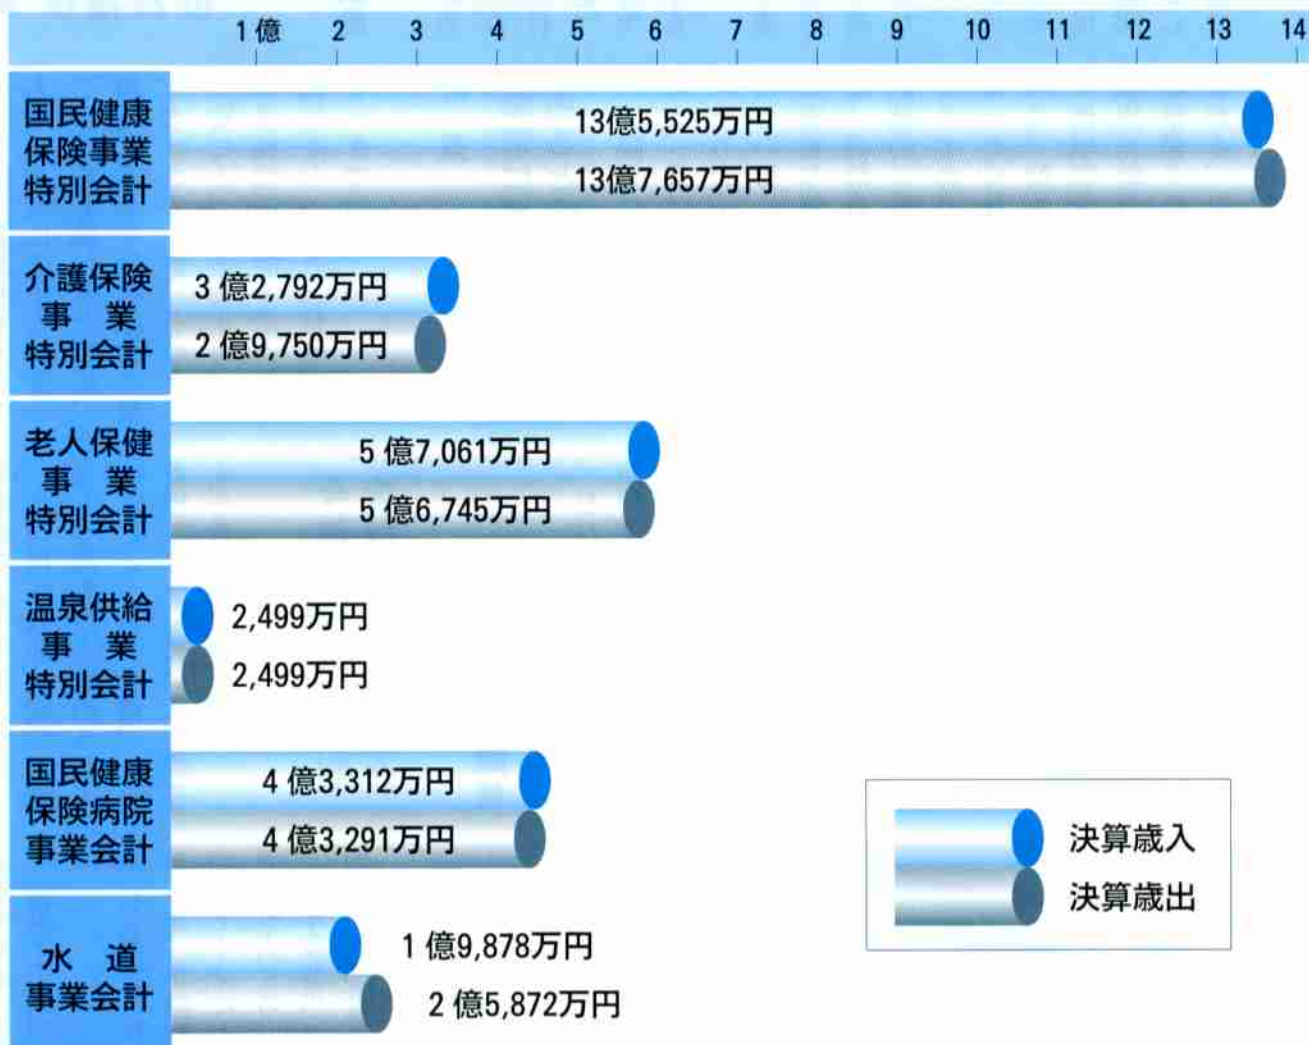 1億 2 3 4 5 6 7 8 9 10 11 12 13 14
国民健康
保険事業
特別会計
13億5,525万円
13億7,657万円
介護保険
事 業
特別会計
3億2,792万円
2億9,750万円
老人保健
事 業
特別会計
5億7,061万円
5億6,745万円
温泉供給
事 業
特別会計
2,499万円
2,499万円
国民健康
保険病院
事業会計
4億3,312万円
4億3,291万円
水 道
事業会計
1億9,878万円
2億5,872万円
決算歳入
決算歳出